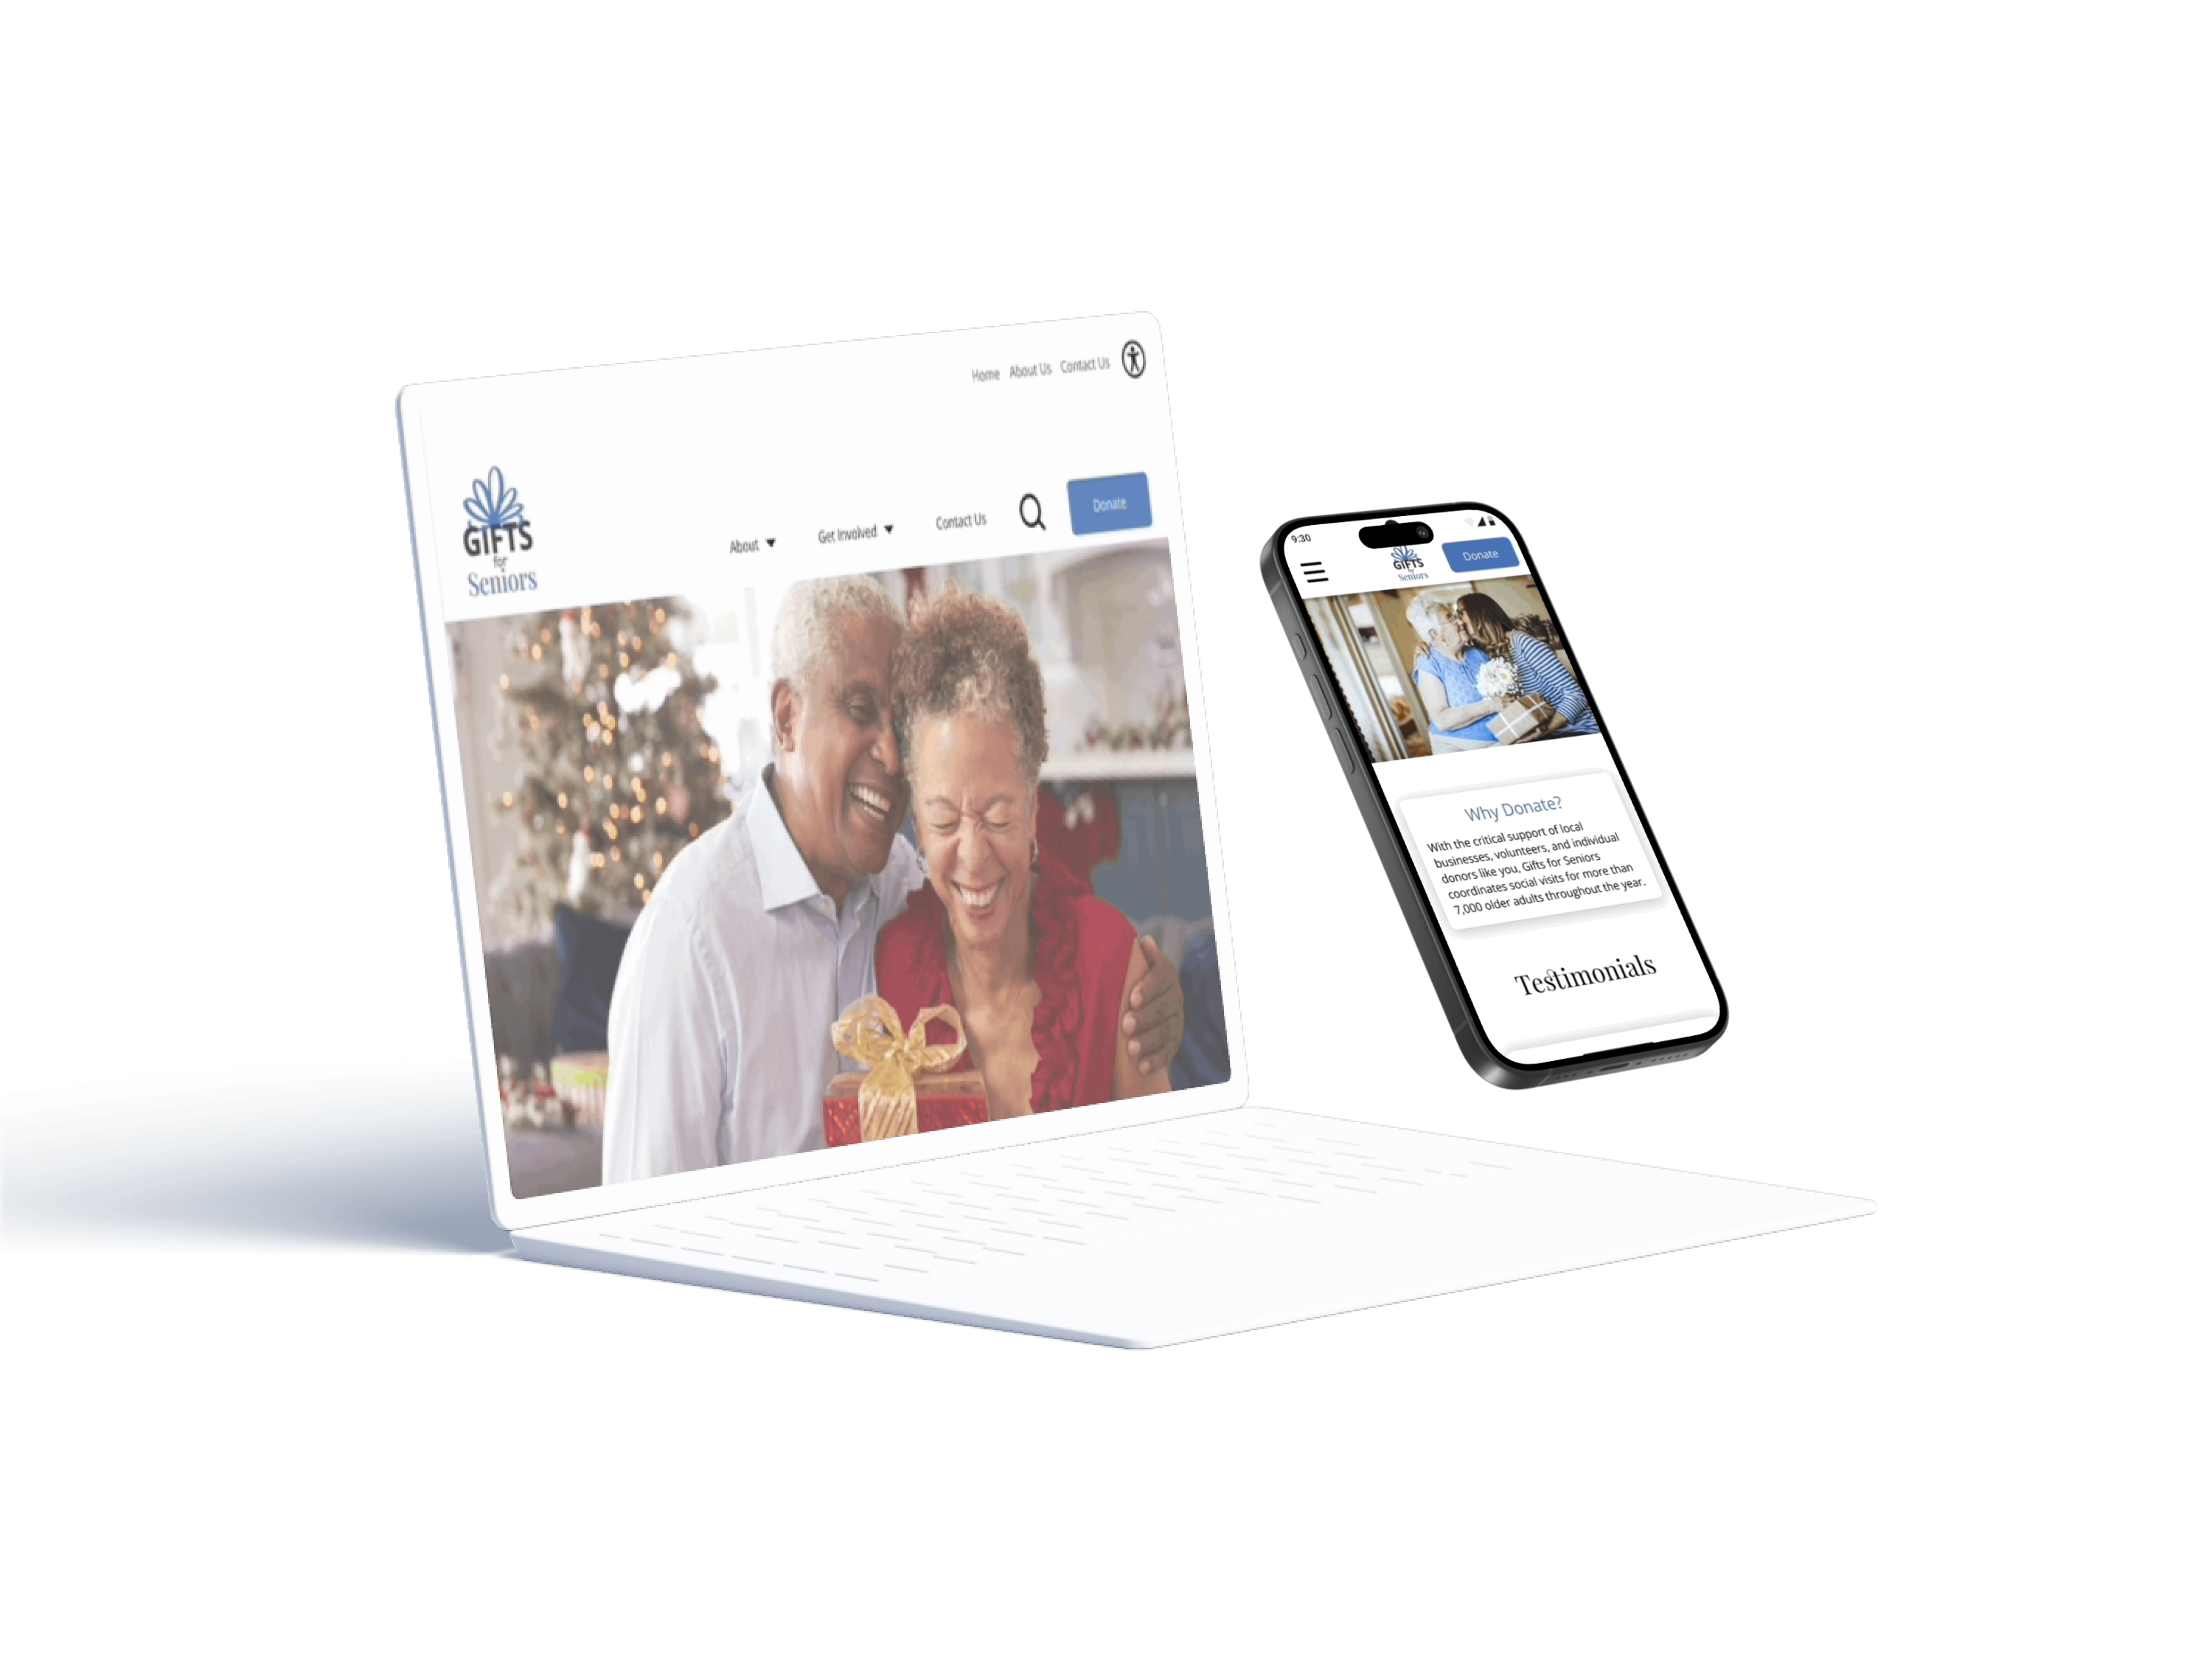 Home About Us Contact Us
GIFTS
for
Seniors
About Get Involved Contact Us Donate
9:30
GIFTS
for
Seniors
Donate
Why Donate?
With the critical support of local
businesses, volunteers, and individual
donors like you, Gifts for Seniors
coordinates social visits for more than
7,000 older adults throughout the year.
Testimonials